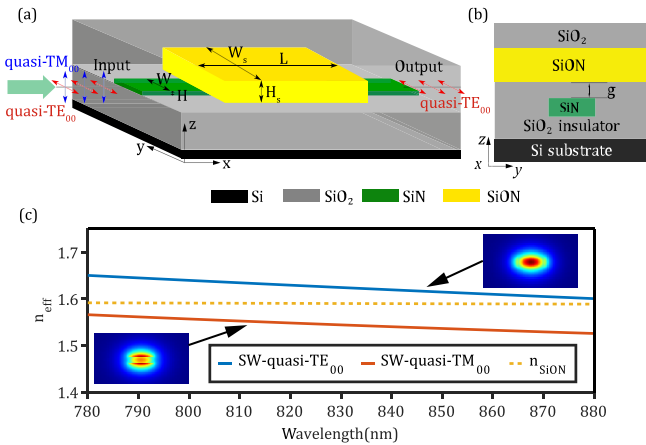 (a)
quasi-TM00
Input
W
H
Ws
L
Hs
Output
quasi-TE00
quasi-TE00
z
y
x
(b)
SiO2
SiON
g
SiN
SiO2 insulator
Si substrate
z
x
y
Si
SiO2
SiN
SiON
(c)
1.7
1.6
1.5
1.4
neff
SW-quasi-TE00
SW-quasi-TM00
nSiON
780 790 800 810 820 830 840 850 860 870 880
Wavelength(nm)